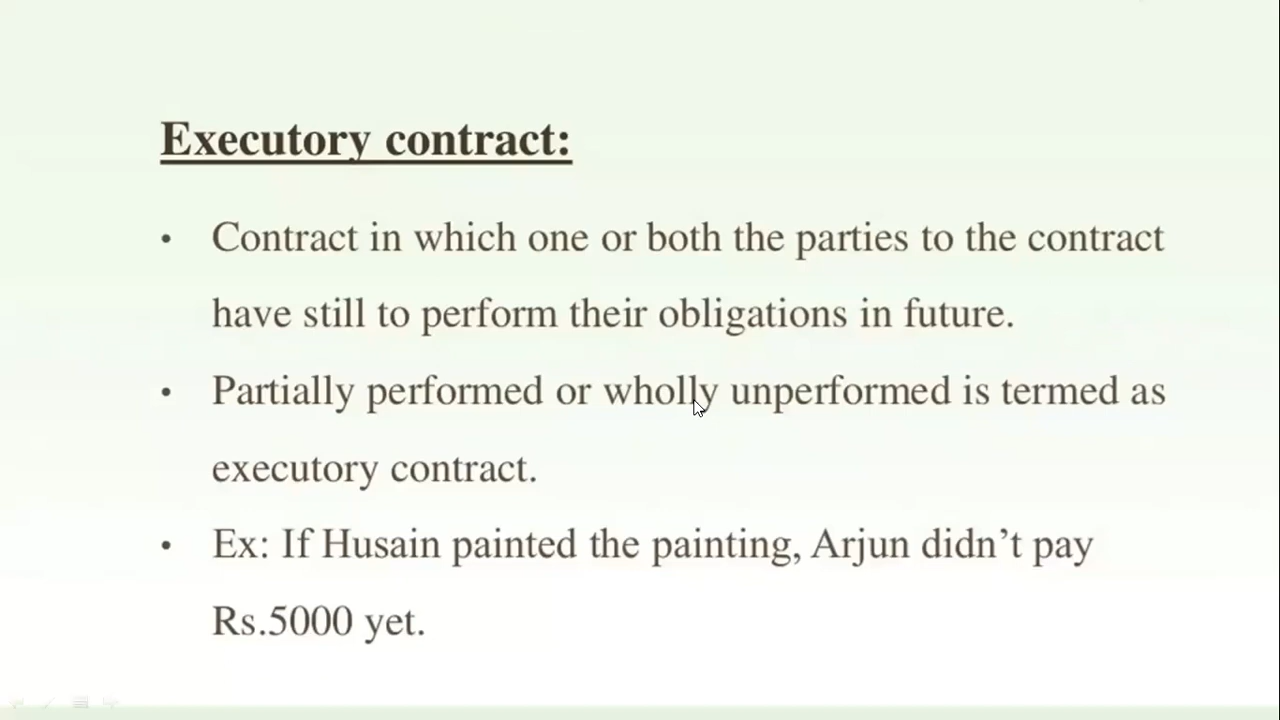 Executory contract:
• Contract in which one or both the parties to the contract
have still to perform their obligations in future.
• Partially performed or wholly unperformed is termed as
executory contract.
• Ex: If Husain painted the painting, Arjun didn’t pay
Rs.5000 yet.